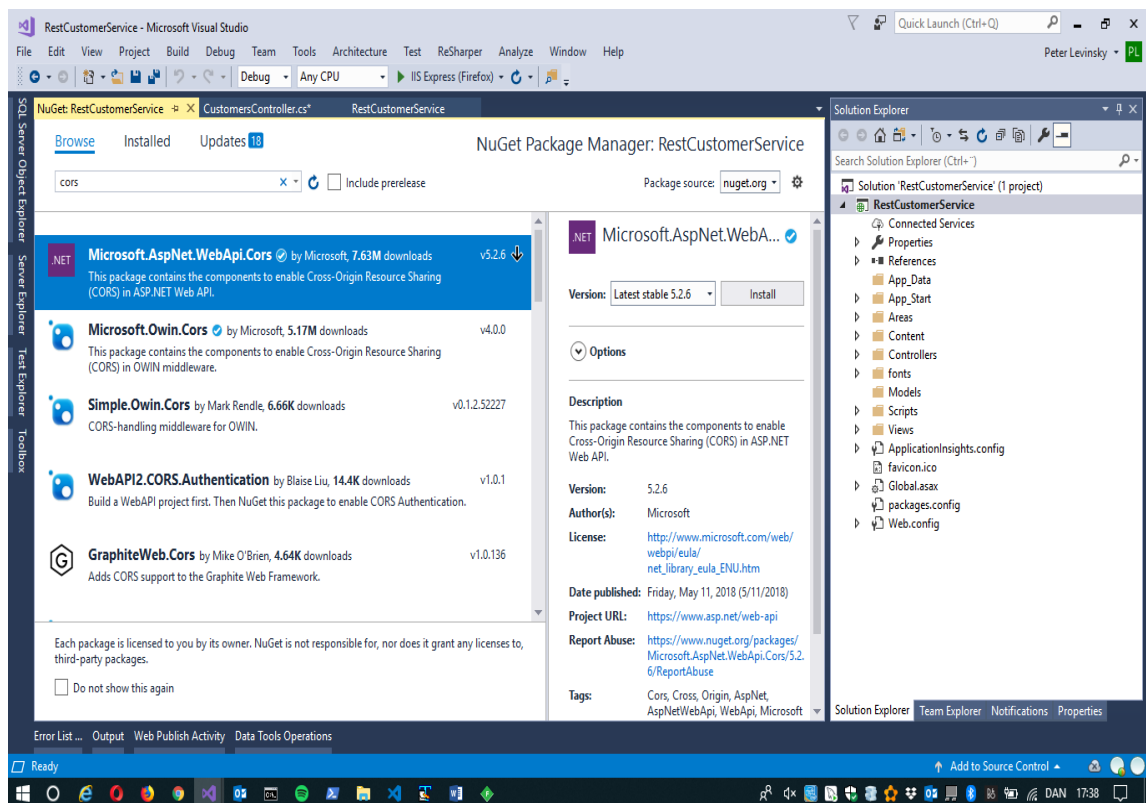 RestCustomerService - Microsoft Visual Studio
Quick Launch (Ctrl+Q)
File Edit View Project Build Debug Team Tools Architecture Test ReSharper Analyze Window Help
Peter Levinsky PL
Debug Any CPU IIS Express (Firefox)
SQL Server Object Explorer
Server Explorer
Test Explorer
Toolbox
NuGet: RestCustomerService CustomersController.cs* RestCustomerService
Browse Installed Updates 18
NuGet Package Manager: RestCustomerService
cors
Include prerelease
Package source: nuget.org
.NET
Microsoft.AspNet.WebApi.Cors by Microsoft, 7.63M downloads v5.2.6
This package contains the components to enable Cross-Origin Resource Sharing
(CORS) in ASP.NET Web API.
Microsoft.Owin.Cors by Microsoft, 5.17M downloads v4.0.0
This package contains the components to enable Cross-Origin Resource Sharing
(CORS) in OWIN middleware.
Simple.Owin.Cors by Mark Rendle, 6.66K downloads v0.1.2.52227
CORS-handling middleware for OWIN.
WebAPI2.CORS.Authentication by Blaise Liu, 14.4K downloads v1.0.1
Build a WebAPI project first. Then NuGet this package to enable CORS Authentication.
GraphiteWeb.Cors by Mike O'Brien, 4.64K downloads v1.0.136
Adds CORS support to the Graphite Web Framework.
Each package is licensed to you by its owner. NuGet is not responsible for, nor does it grant any licenses to,
third-party packages.
Do not show this again
.NET Microsoft.AspNet.WebA...
Version: Latest stable 5.2.6 Install
Options
Description
This package contains the components to enable
Cross-Origin Resource Sharing (CORS) in ASP.NET
Web API.
Version: 5.2.6
Author(s): Microsoft
License: http://www.microsoft.com/web/
webpi/eula/
net_library_eula_ENU.htm
Date published: Friday, May 11, 2018 (5/11/2018)
Project URL: https://www.asp.net/web-api
Report Abuse: https://www.nuget.org/packages/
Microsoft.AspNet.WebApi.Cors/5.2.
6/ReportAbuse
Tags: Cors, Cross, Origin, AspNet,
AspNetWebApi, WebApi, Microsoft
Solution Explorer
Search Solution Explorer (Ctrl+¨)
Solution 'RestCustomerService' (1 project)
RestCustomerService
Connected Services
Properties
References
App_Data
App_Start
Areas
Content
Controllers
fonts
Models
Scripts
Views
ApplicationInsights.config
favicon.ico
Global.asax
packages.config
Web.config
Solution Explorer Team Explorer Notifications Properties
Error List ... Output Web Publish Activity Data Tools Operations
Ready
Add to Source Control
DAN 17:38